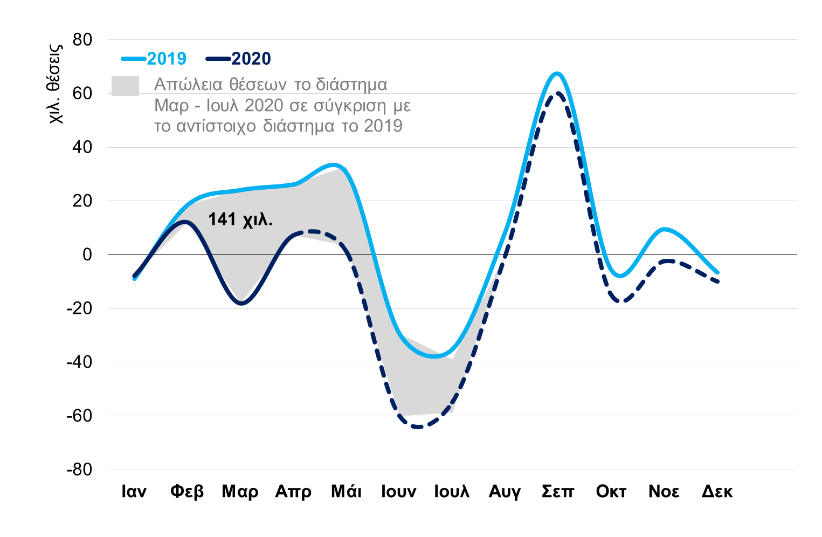 χιλ. θέσεις
80
60
40
20
0
-20
-40
-60
-80
2019 2020
Απώλεια θέσεων το διάστημα
Μαρ - Ιουλ 2020 σε σύγκριση με
το αντίστοιχο διάστημα το 2019
141 χιλ.
Ιαν Φεβ Μαρ Απρ Μάι Ιουν Ιουλ Αυγ Σεπ Οκτ Νοε Δεκ